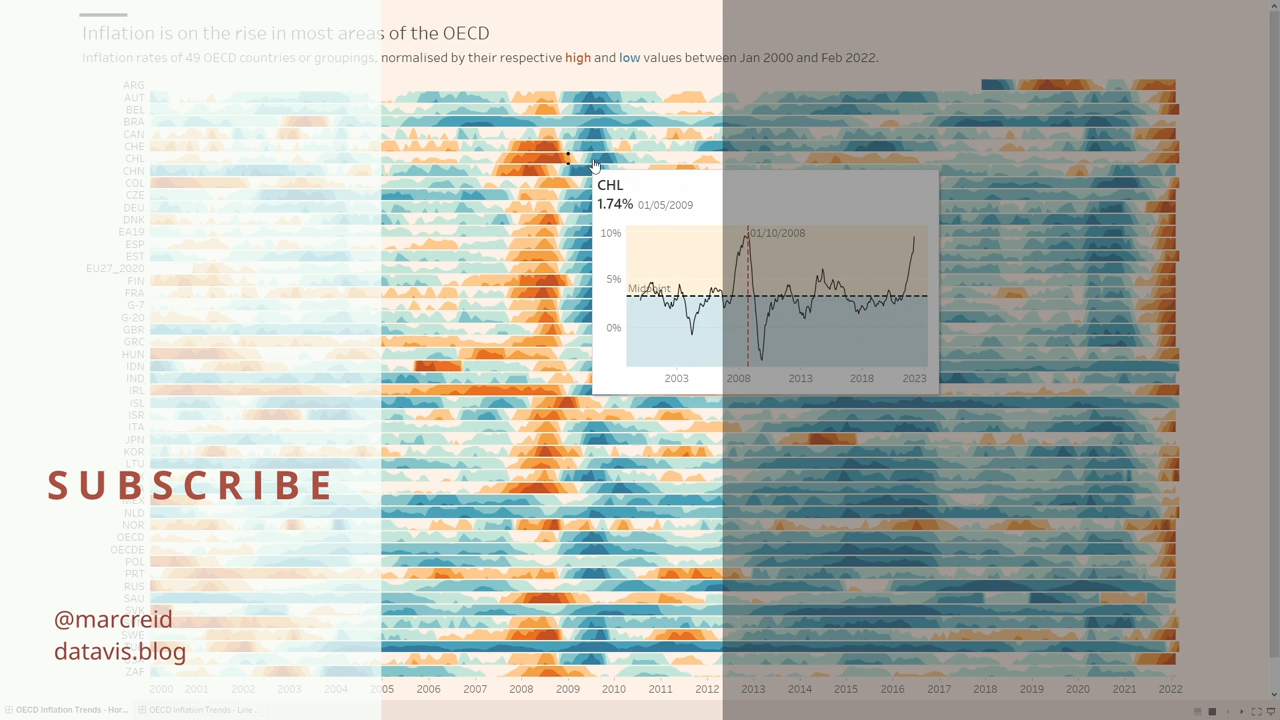 Inflation is on the rise in most areas of the OECD
Inflation rates of 49 OECD countries or groupings, normalised by their respective high and low values between Jan 2000 and Feb 2022.
ARG
AUT
BEL
BRA
CAN
CHE
CHL
CHN
COL
CZE
DEU
DNK
EA19
ESP
EST
EU27_2020
FIN
FRA
G-7
G-20
GBR
GRC
HUN
IDN
IND
IRL
ISL
ISR
ITA
JPN
KOR
LTU
NLD
NOR
OECD
OECDE
POL
PRT
RUS
SAU
SVK
SWE
ZAF
2000 2001 2002 2003 2004 2005 2006 2007 2008 2009 2010 2011 2012 2013 2014 2015 2016 2017 2018 2019 2020 2021 2022
CHL
1.74% 01/05/2009
10%
01/10/2008
5%
Midpoint
0%
2003 2008 2013 2018 2023
SUBSCRIBE
@marcreid
datavis.blog
OECD Inflation Trends - Hor...
OECD Inflation Trends - Line ...